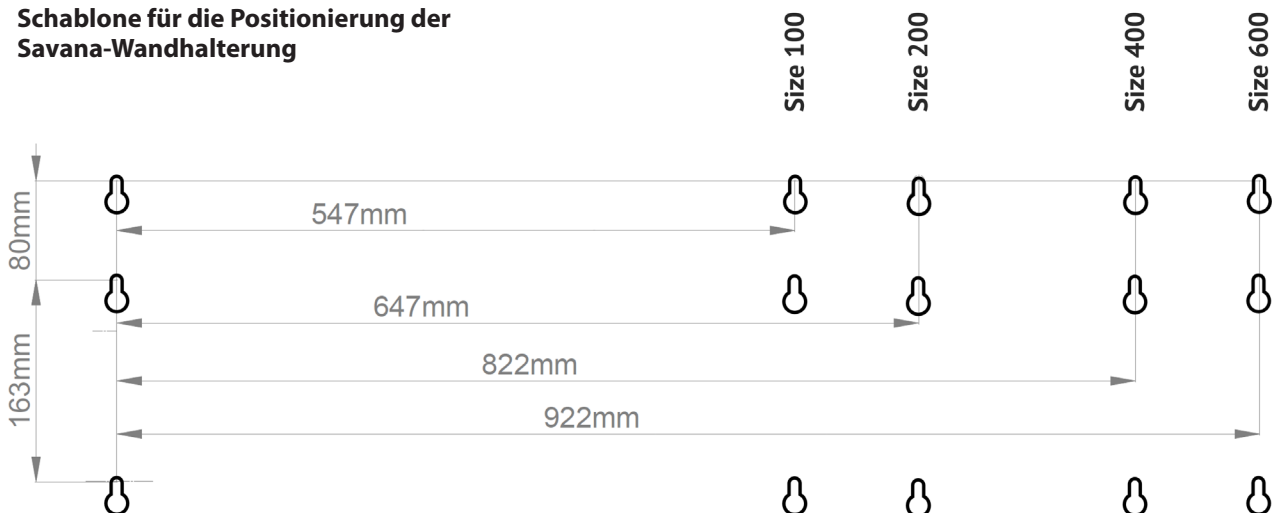 Schablone für die Positionierung der
Savana-Wandhalterung
Size 100
Size 200
Size 400
Size 600
80mm
547mm
647mm
163mm
822mm
922mm